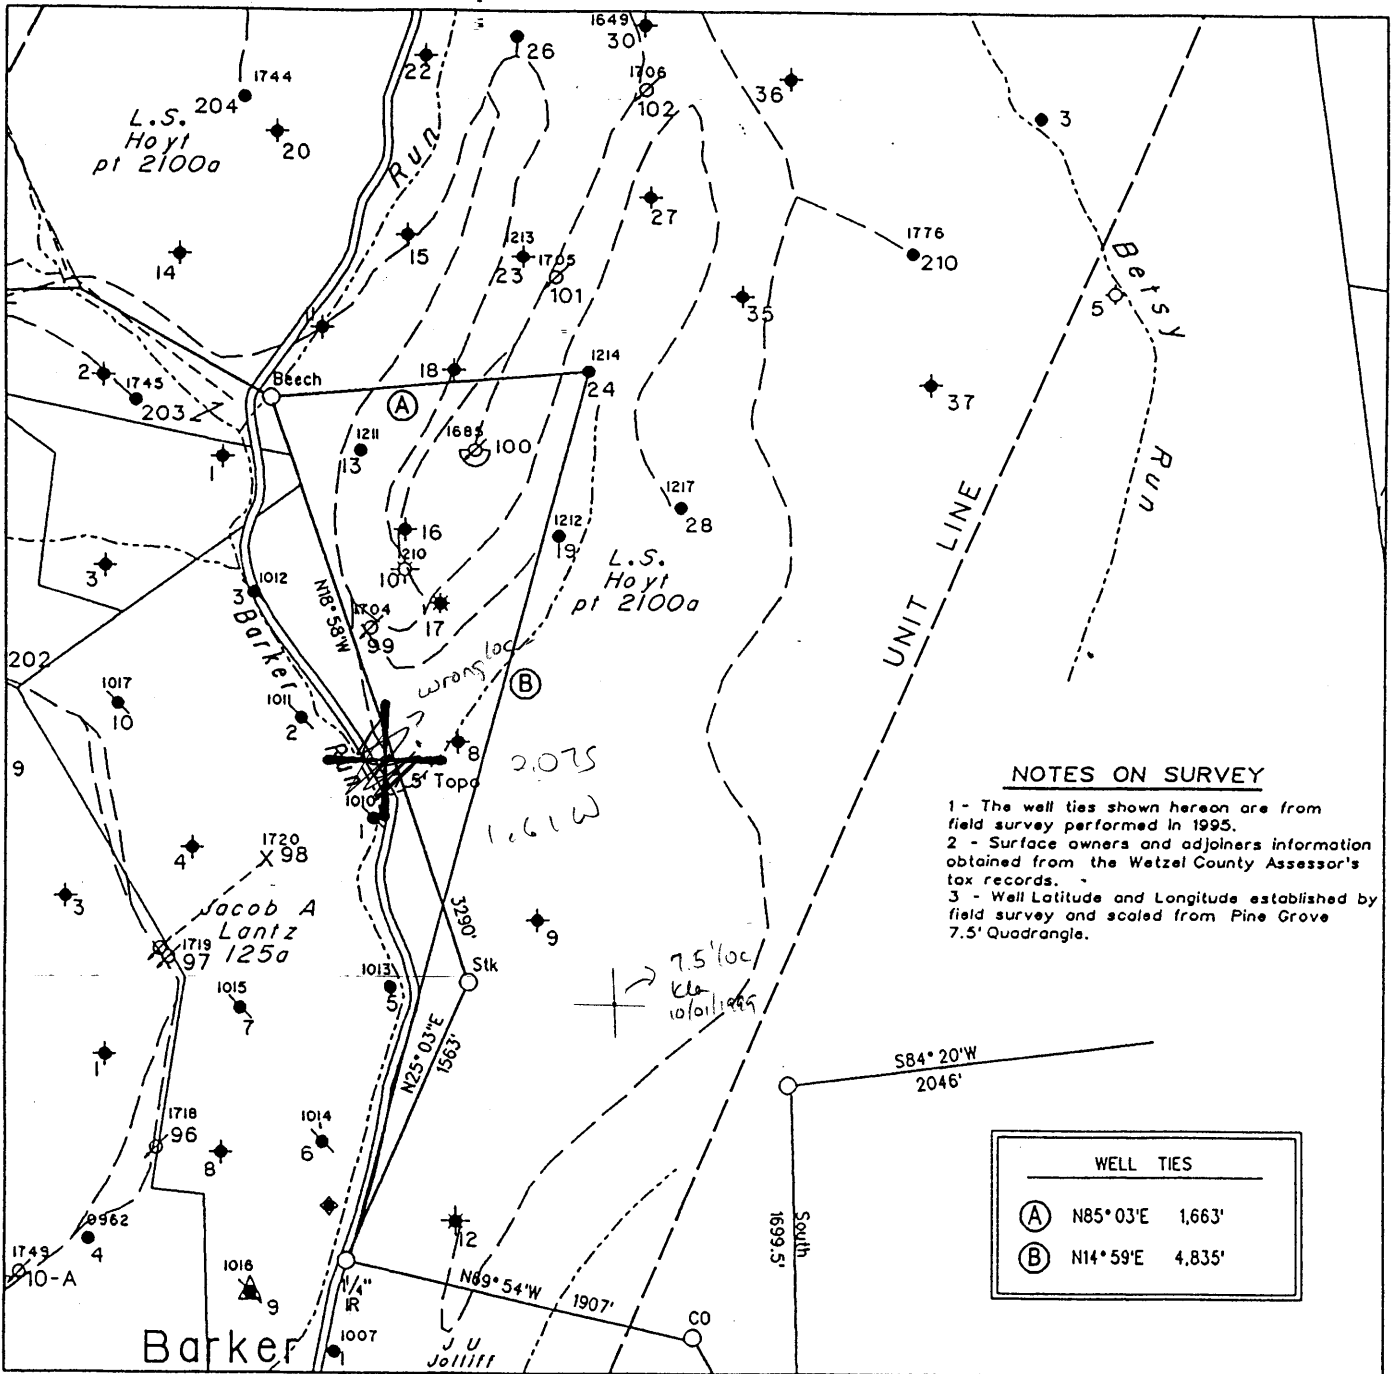 1649
30
26
22
1744
204
L.S.
Hoyt
pt 2100a
20
Run
1706
102
36
3
27
14
15
1213
23
1705
101
1776
210
35
Betsy
5
Run
11
2
1745
203
Beech
18
1214
24
37
A
1
1211
13
1685
100
16
1217
28
1212
19
UNIT LINE
3
1210
10
L.S.
Hoyt
pt 2100a
1012
3
N18°58'W
1704
99
17
Barker
Run
202
1017
10
wrong loc
B
1011
2
8
9
5' Topo
2.07S
1.61W
1010
1
NOTES ON SURVEY
1 - The well ties shown hereon are from
field survey performed in 1995.
2 - Surface owners and adjoiners information
obtained from the Wetzel County Assessor's
tax records.
3 - Well Latitude and Longitude established by
field survey and scaled from Pine Grove
7.5' Quadrangle.
4
1720
98
3
Jacob A
Lantz
125a
3290'
9
1719
97
1013
5
Stk
7.5' loc
10/01/1999
1015
7
N25°03"E
1563'
1
S84°20'W
2046'
1718
96
1014
6
8
WELL TIES
A N85°03'E 1,663'
B N14°59'E 4,835'
South
1699.5'
0962
4
12
1749
10-A
1016
9
1/4"
IR
N89°54'W
1907'
CO
Barker
1007
1
J U
Jolliff